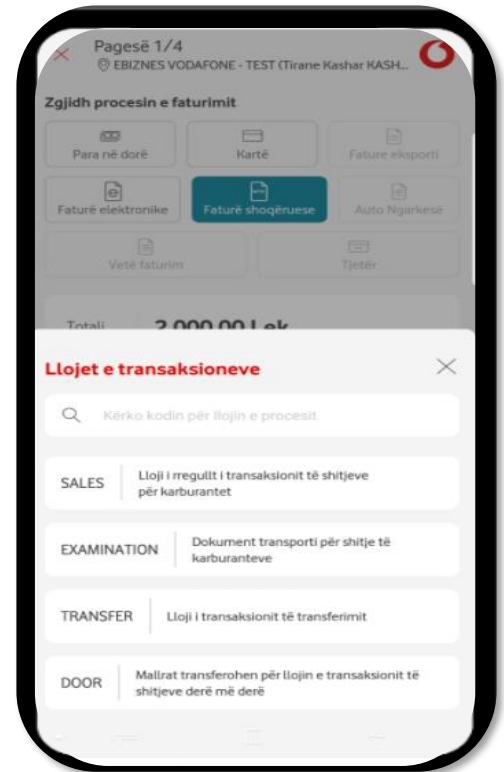 Pagesë 1/4
EBIZNES VODAFONE - TEST (Tirane Kashar KASH...
Zgjidh procesin e faturimit
Para në dorë
Kartë
Fature eksporti
Faturë elektronike
Faturë shoqëruese
Auto Ngarkesë
Vetë faturim
Tjetër
Totali 2,000.00 Lek
Llojet e transaksioneve
Kërko kodin për llojin e procesit
SALES
Lloji i rregullt i transaksionit të shitjeve
për karburantet
EXAMINATION
Dokument transporti për shitje të
karburanteve
TRANSFER
Lloji i transaksionit të transferimit
DOOR
Mallrat transferohen për llojin e transaksionit të
shitjeve derë më derë